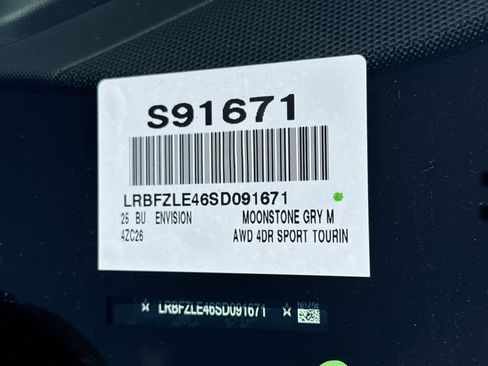 S91671
LRBFZLE46SD091671
25 BU ENVISION MOONSTONE GRY M
4ZC26 AWD 4DR SPORT TOURIN
☆ LRBFZLE46SD091671 ☆